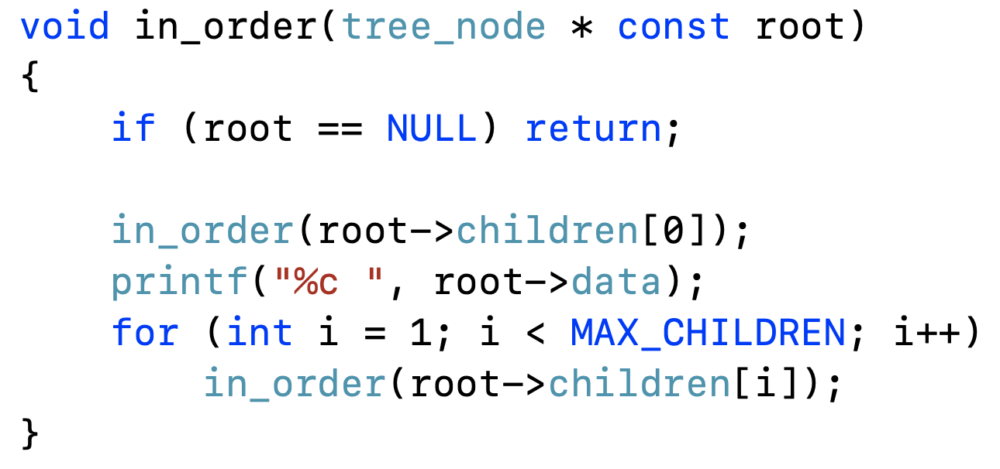 void in_order(tree_node * const root)
{
    if (root == NULL) return;

    in_order(root->children[0]);
    printf("%c ", root->data);
    for (int i = 1; i < MAX_CHILDREN; i++)
        in_order(root->children[i]);
}